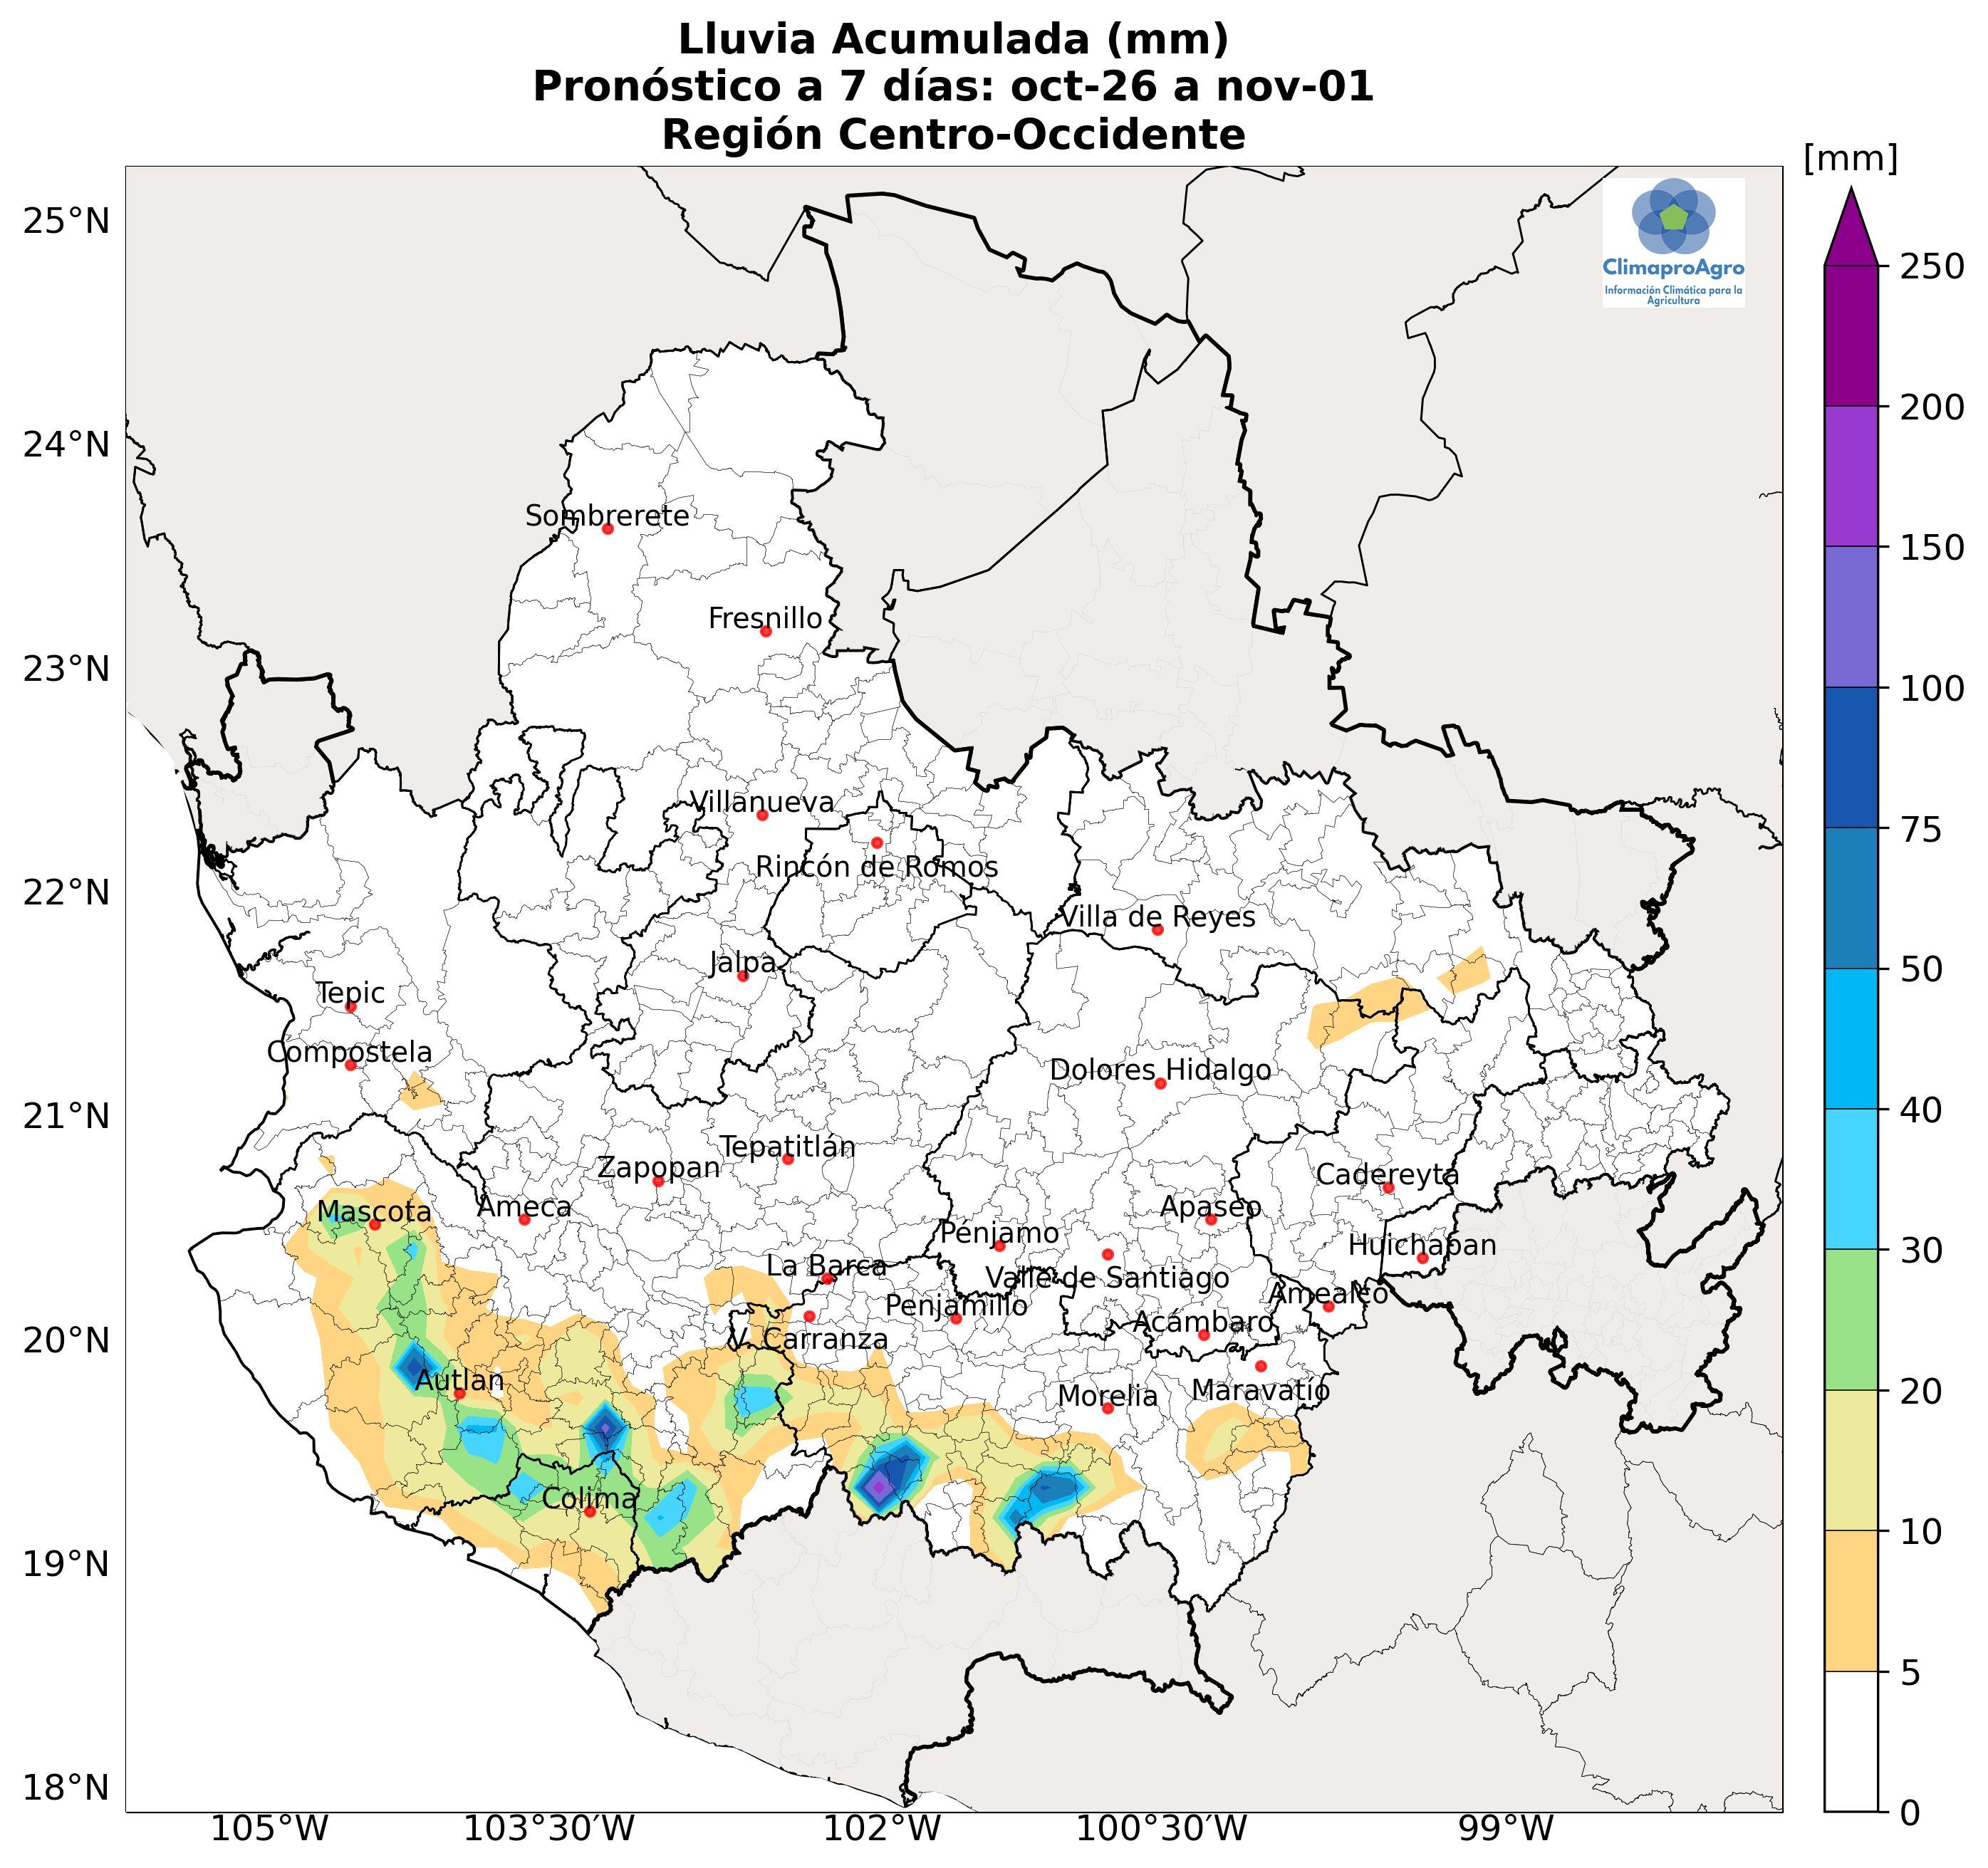 Lluvia Acumulada (mm)
Pronóstico a 7 días: oct-26 a nov-01
Región Centro-Occidente
[mm]
ClimaproAgro
Información Climática para la
Agricultura
25°N
24°N
23°N
22°N
21°N
20°N
19°N
18°N
Sombrerete
Fresnillo
Villanueva
Rincón de Romos
Villa de Reyes
Jalpa
Tepic
Compostela
Dolores Hidalgo
Tepatitlán
Zapopan
Cadereyta
Mascota
Ameca
Apaseo
Pénjamo
Huichapan
La Barca
Valle de Santiago
Amealco
Penjamillo
Acámbaro
V. Carranza
Autlan
Morelia
Maravatío
Colima
105°W
103°30'W
102°W
100°30'W
99°W
250
200
150
100
75
50
40
30
20
10
5
0